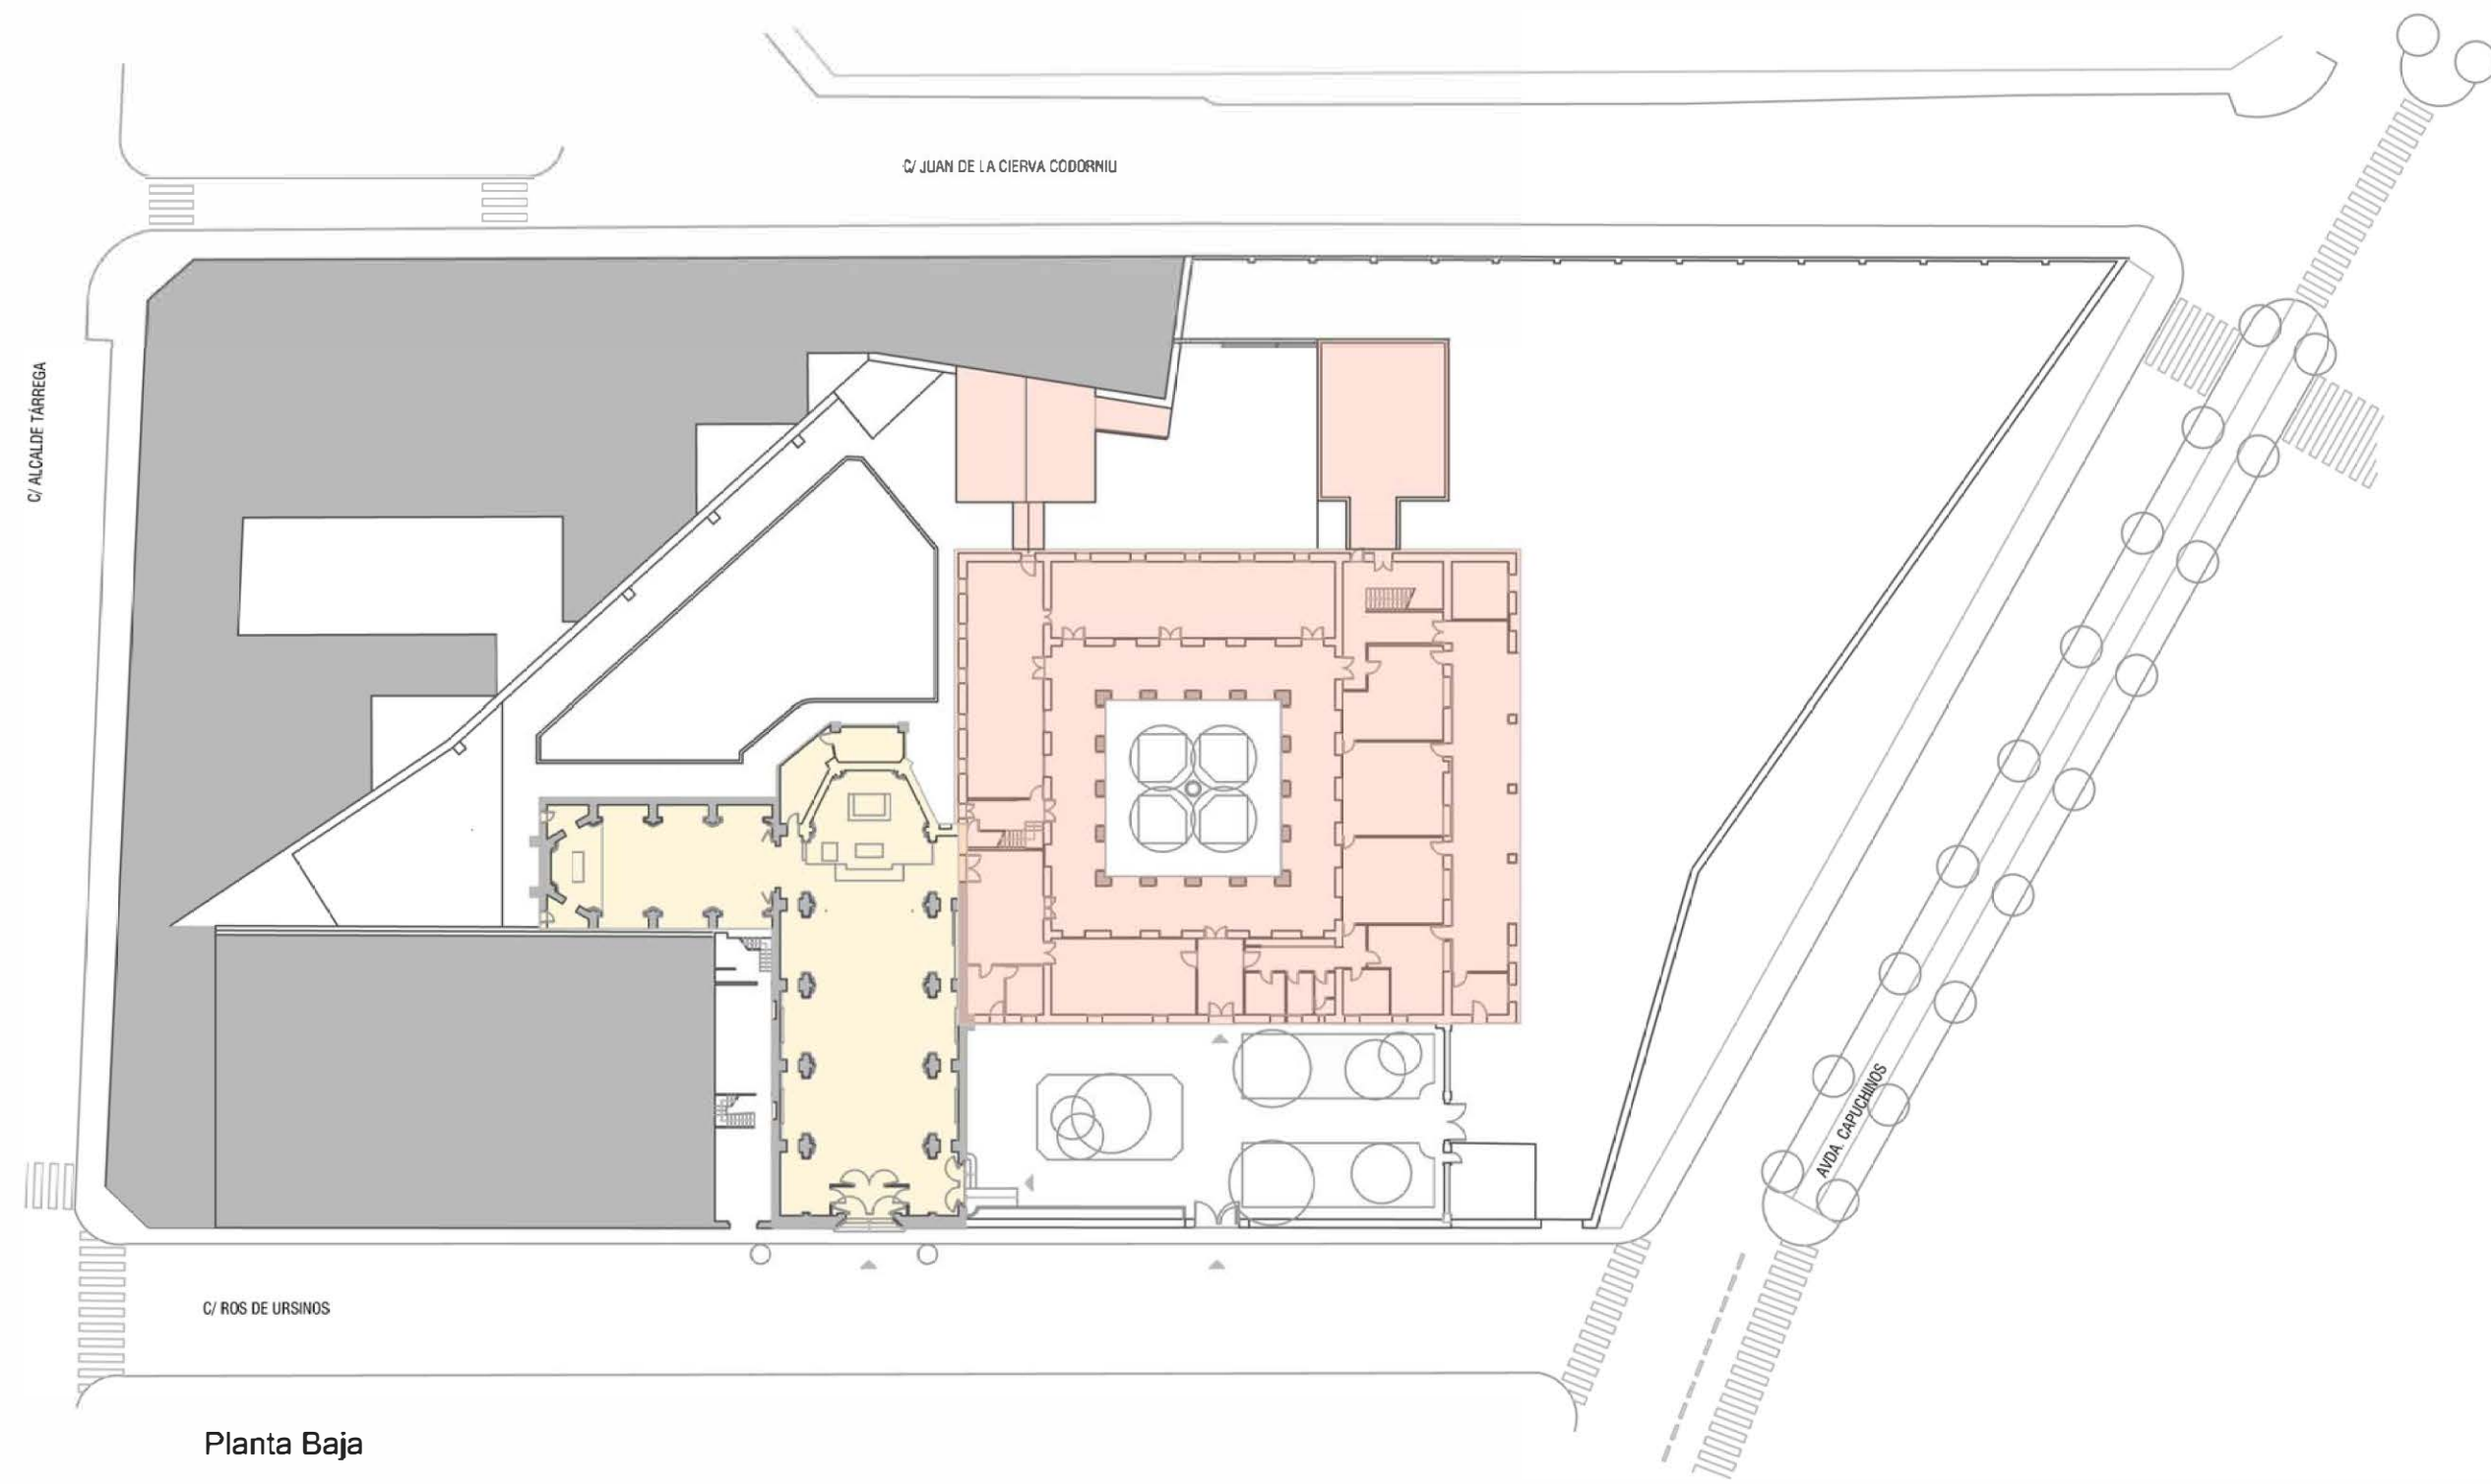 C/ JUAN DE LA CIERVA CODORNIU
C/ ALCALDE TÁRREGA
AVDA. CAPUCHINOS
C/ ROS DE URSINOS
Planta Baja